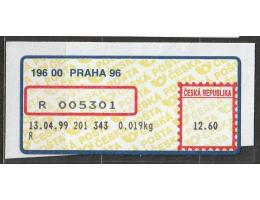 196 00 PRAHA 96
R 005301
ČESKÁ REPUBLIKA
13.04.99 201 343 0.019kg
12.60
R